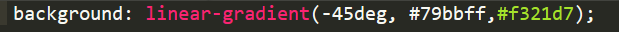 background: linear-gradient(-45deg, #79bbff,#f321d7);